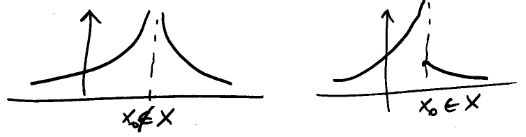 x₀ ∉ X
x₀ ∈ X